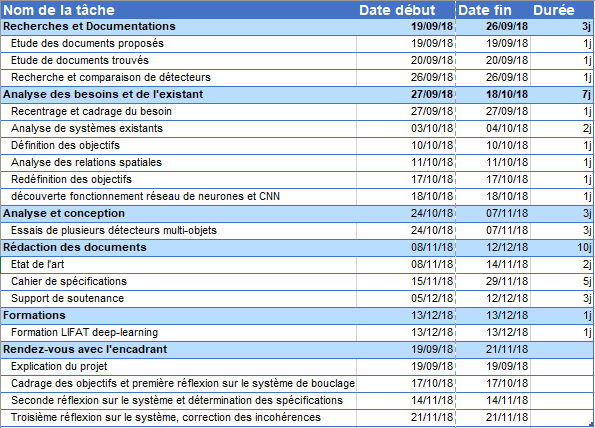 Nom de la tâche Date début Date fin Durée
Recherches et Documentations 19/09/18 26/09/18 3j
Etude des documents proposés 19/09/18 19/09/18 1j
Etude de documents trouvés 20/09/18 20/09/18 1j
Recherche et comparaison de détecteurs 26/09/18 26/09/18 1j
Analyse des besoins et de l'existant 27/09/18 18/10/18 7j
Recentrage et cadrage du besoin 27/09/18 27/09/18 1j
Analyse de systèmes existants 03/10/18 04/10/18 2j
Définition des objectifs 10/10/18 10/10/18 1j
Analyse des relations spatiales 11/10/18 11/10/18 1j
Redéfinition des objectifs 17/10/18 17/10/18 1j
découverte fonctionnement réseau de neurones et CNN 18/10/18 18/10/18 1j
Analyse et conception 24/10/18 07/11/18 3j
Essais de plusieurs détecteurs multi-objets 24/10/18 07/11/18 3j
Rédaction des documents 08/11/18 12/12/18 10j
Etat de l'art 08/11/18 14/11/18 2j
Cahier de spécifications 15/11/18 29/11/18 5j
Support de soutenance 05/12/18 12/12/18 3j
Formations 13/12/18 13/12/18 1j
Formation LIFAT deep-learning 13/12/18 13/12/18 1j
Rendez-vous avec l'encadrant 19/09/18 21/11/18
Explication du projet 19/09/18 19/09/18
Cadrage des objectifs et première réflexion sur le système de bouclage 17/10/18 17/10/18
Seconde réflexion sur le système et détermination des spécifications 14/11/18 14/11/18
Troisième réflexion sur le système, correction des incohérences 21/11/18 21/11/18